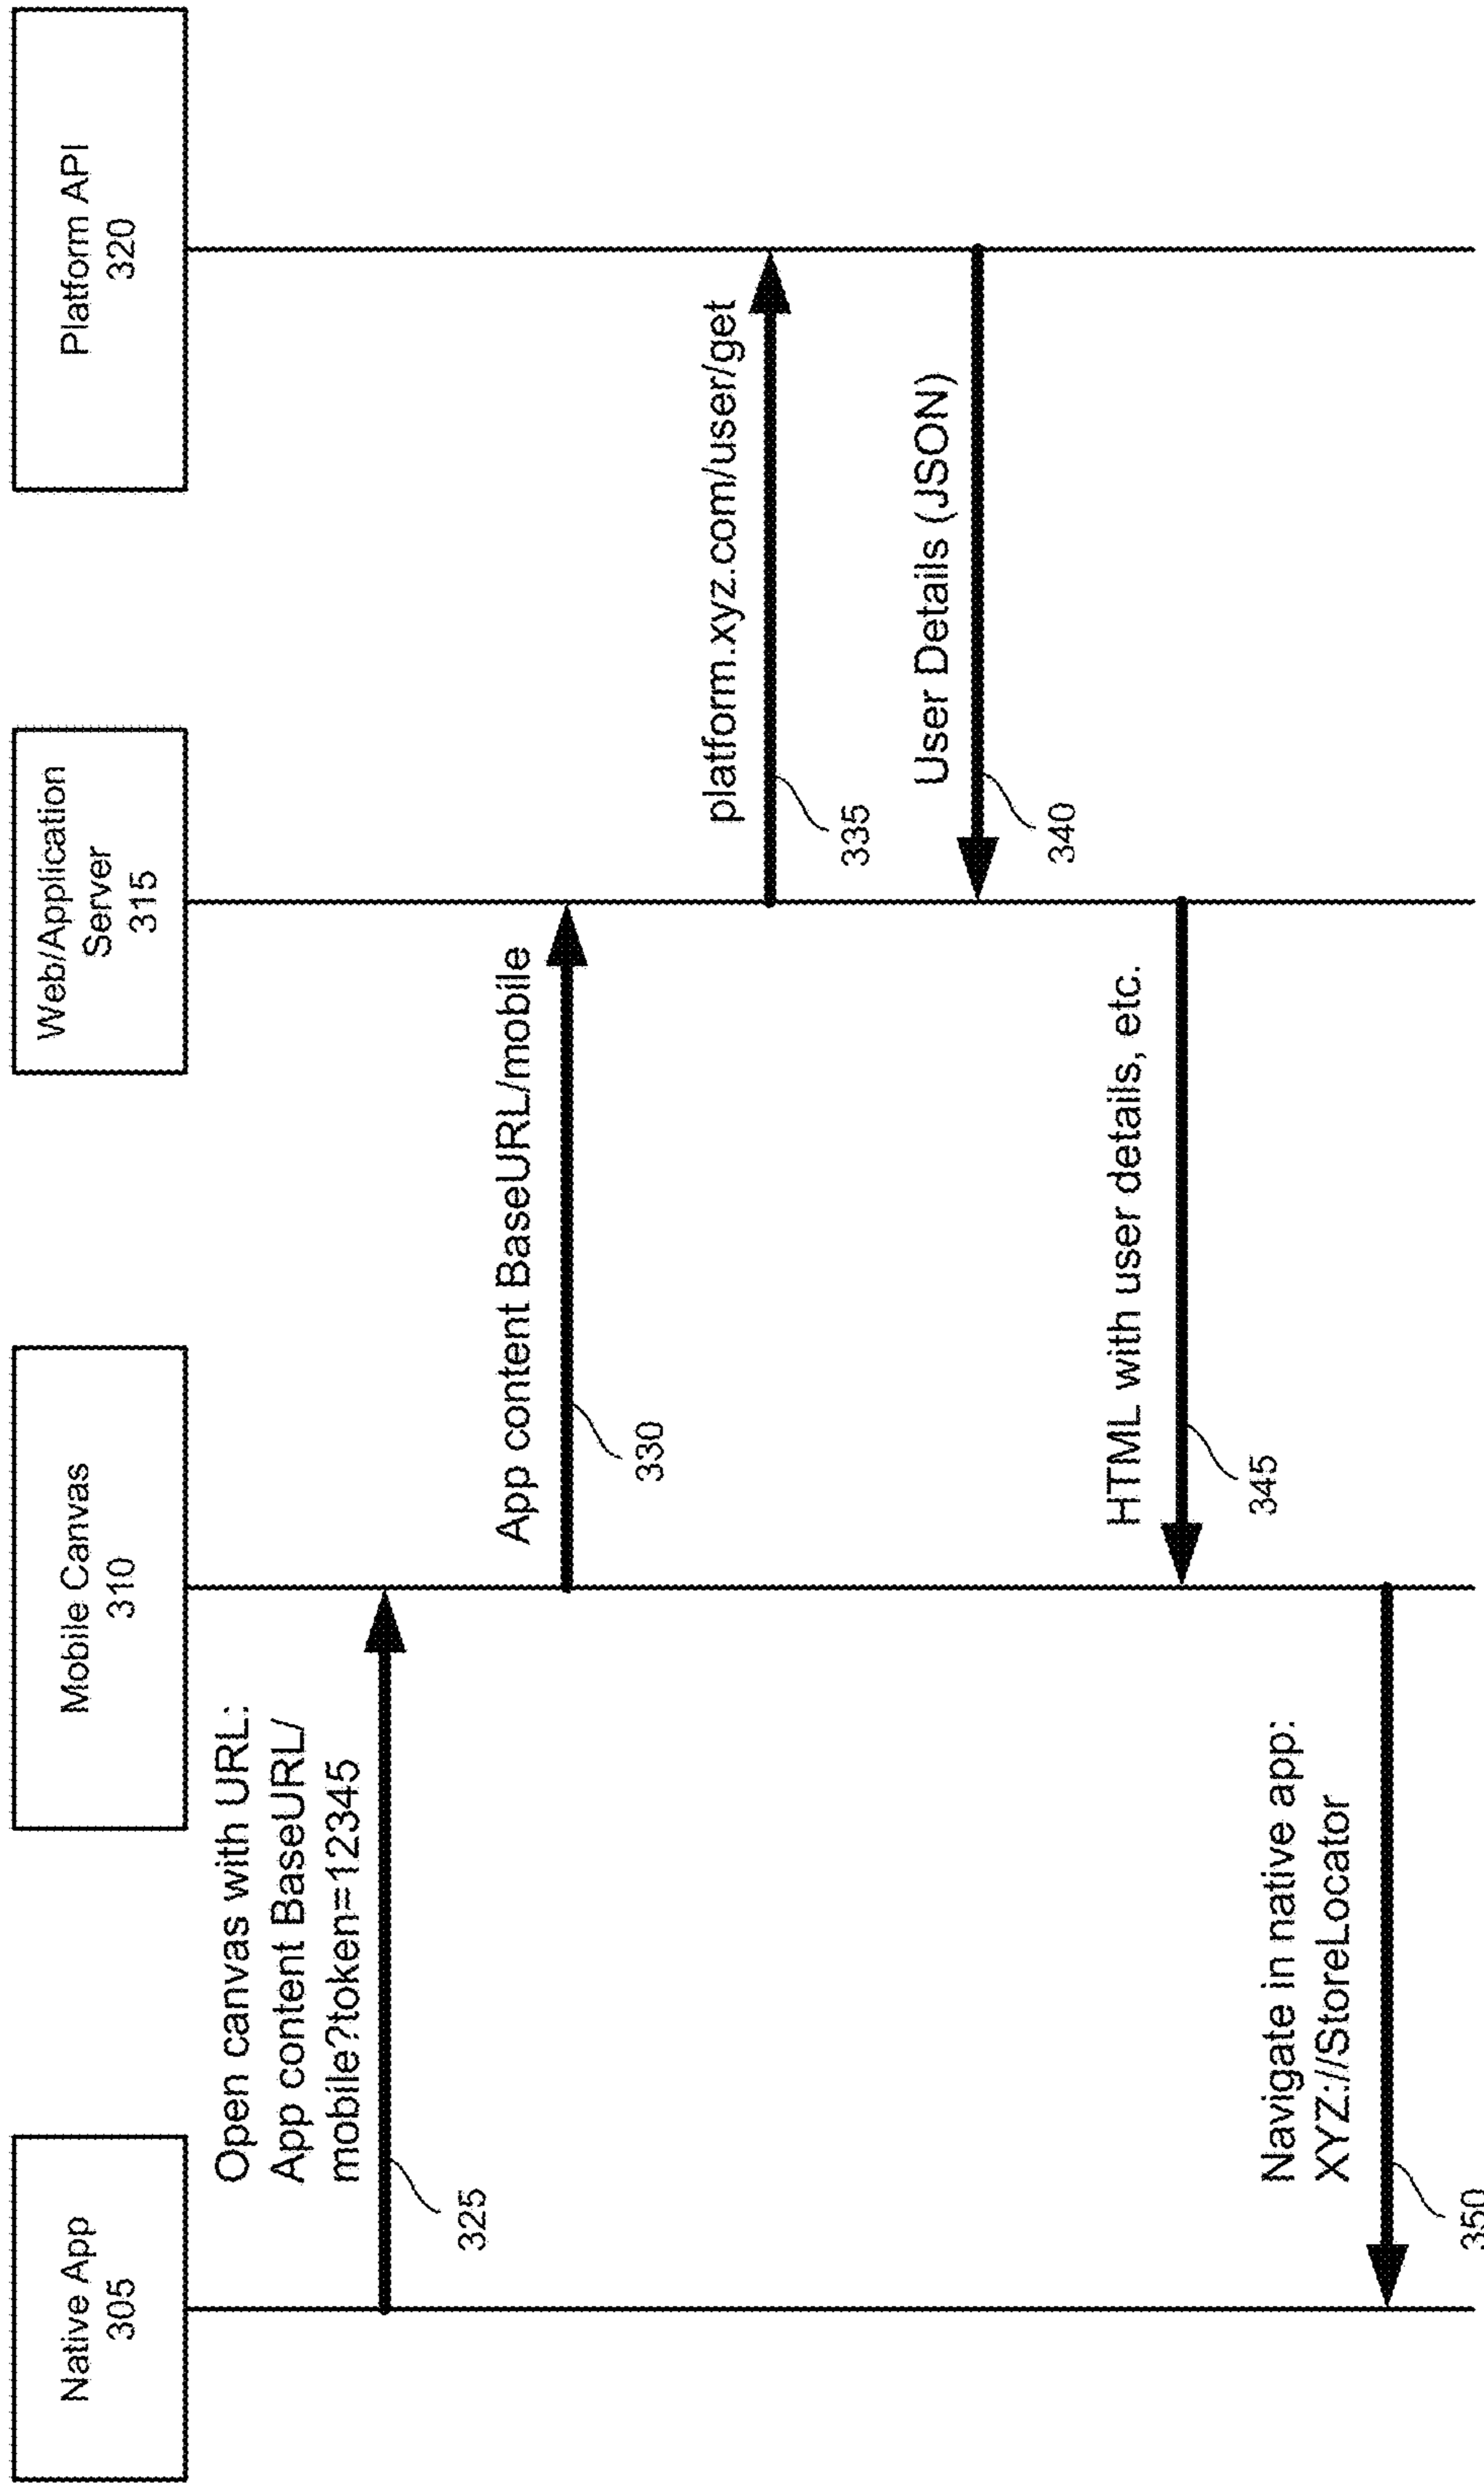 Native App
305
Mobile Canvas
310
Web/Application
Server
315
Platform API
320
Open canvas with URL:
App content BaseURL/
mobile?token=12345
325
App content BaseURL/mobile
330
platform.xyz.com/user/get
335
User Details (JSON)
340
HTML with user details, etc.
345
Navigate in native app:
XYZ://StoreLocator
350